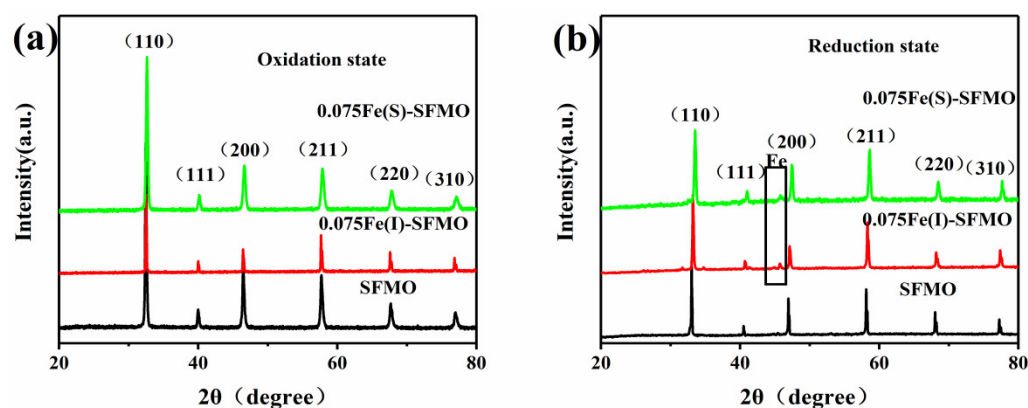 (a)
Oxidation state
(110)
(111)
(200)
(211)
(220)
(310)
0.075Fe(S)-SFMO
0.075Fe(I)-SFMO
SFMO
Intensity(a.u.)
20
40
60
80
2θ（degree）
(b)
Reduction state
(110)
(111)
Fe
(200)
(211)
(220)
(310)
0.075Fe(S)-SFMO
0.075Fe(I)-SFMO
SFMO
Intensity(a.u.)
20
40
60
80
2θ（degree）